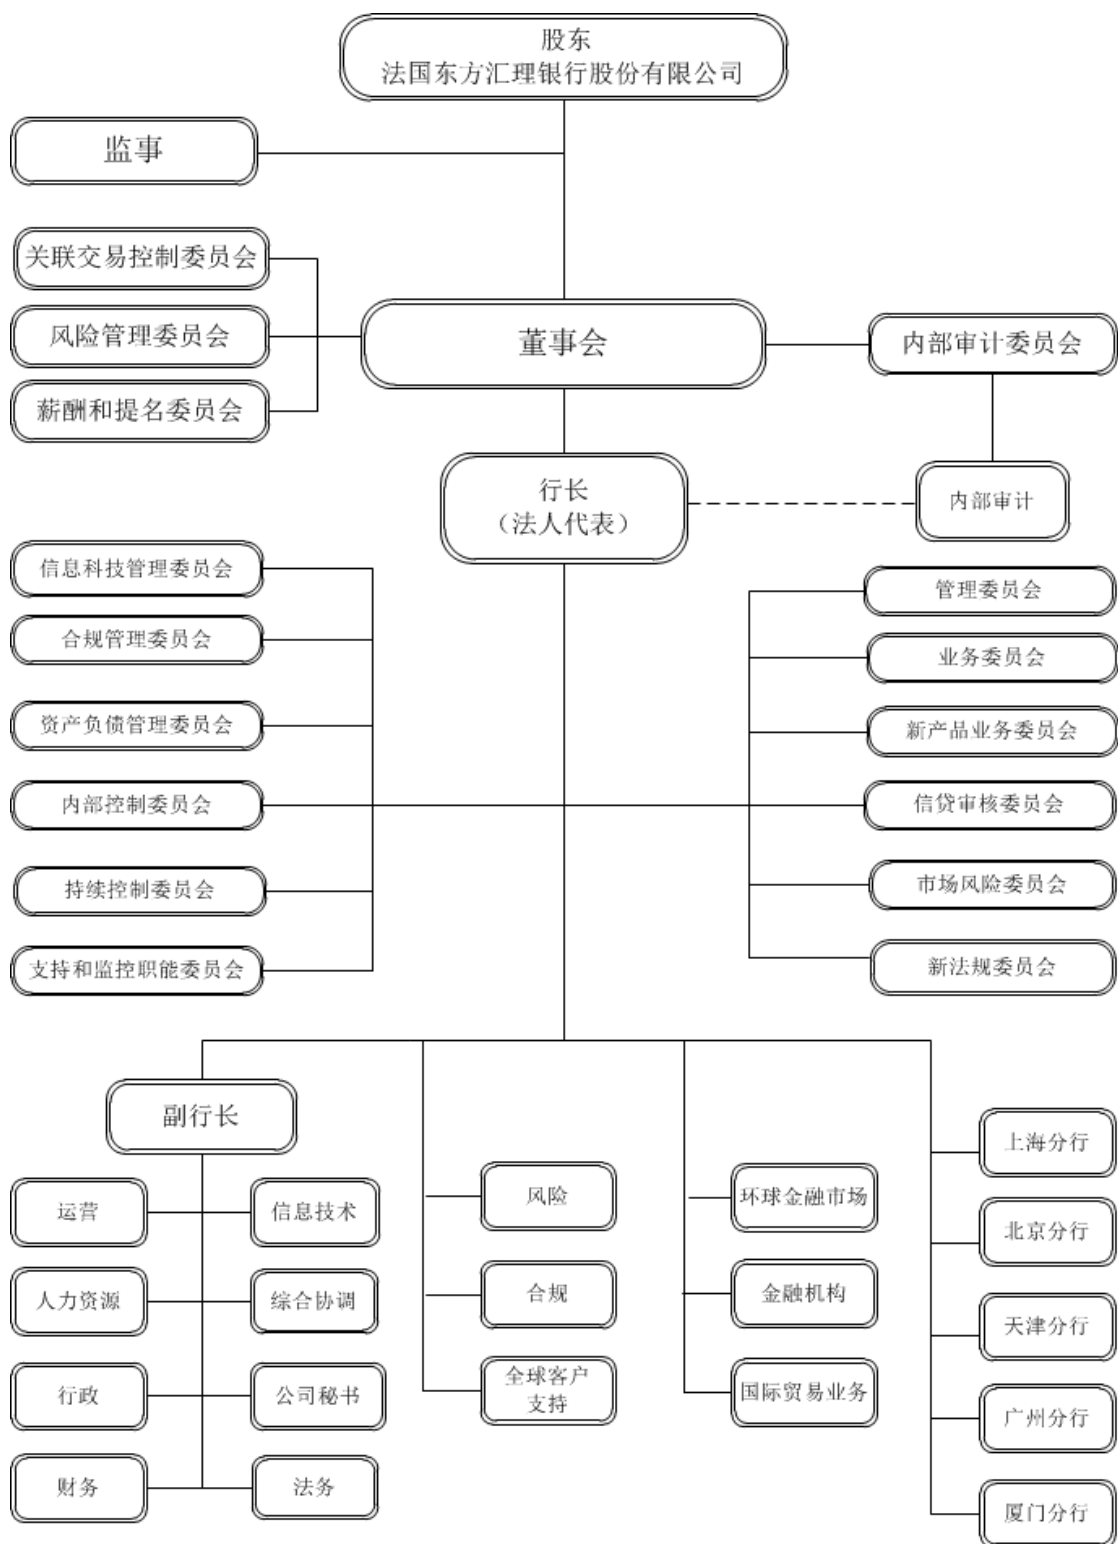 股东
法国东方汇理银行股份有限公司
监事
关联交易控制委员会
风险管理委员会
薪酬和提名委员会
董事会
内部审计委员会
行长
（法人代表）
内部审计
信息科技管理委员会
合规管理委员会
资产负债管理委员会
内部控制委员会
持续控制委员会
支持和监控职能委员会
管理委员会
业务委员会
新产品业务委员会
信贷审核委员会
市场风险委员会
新法规委员会
副行长
运营
信息技术
人力资源
综合协调
行政
公司秘书
财务
法务
风险
合规
全球客户
支持
环球金融市场
金融机构
国际贸易业务
上海分行
北京分行
天津分行
广州分行
厦门分行